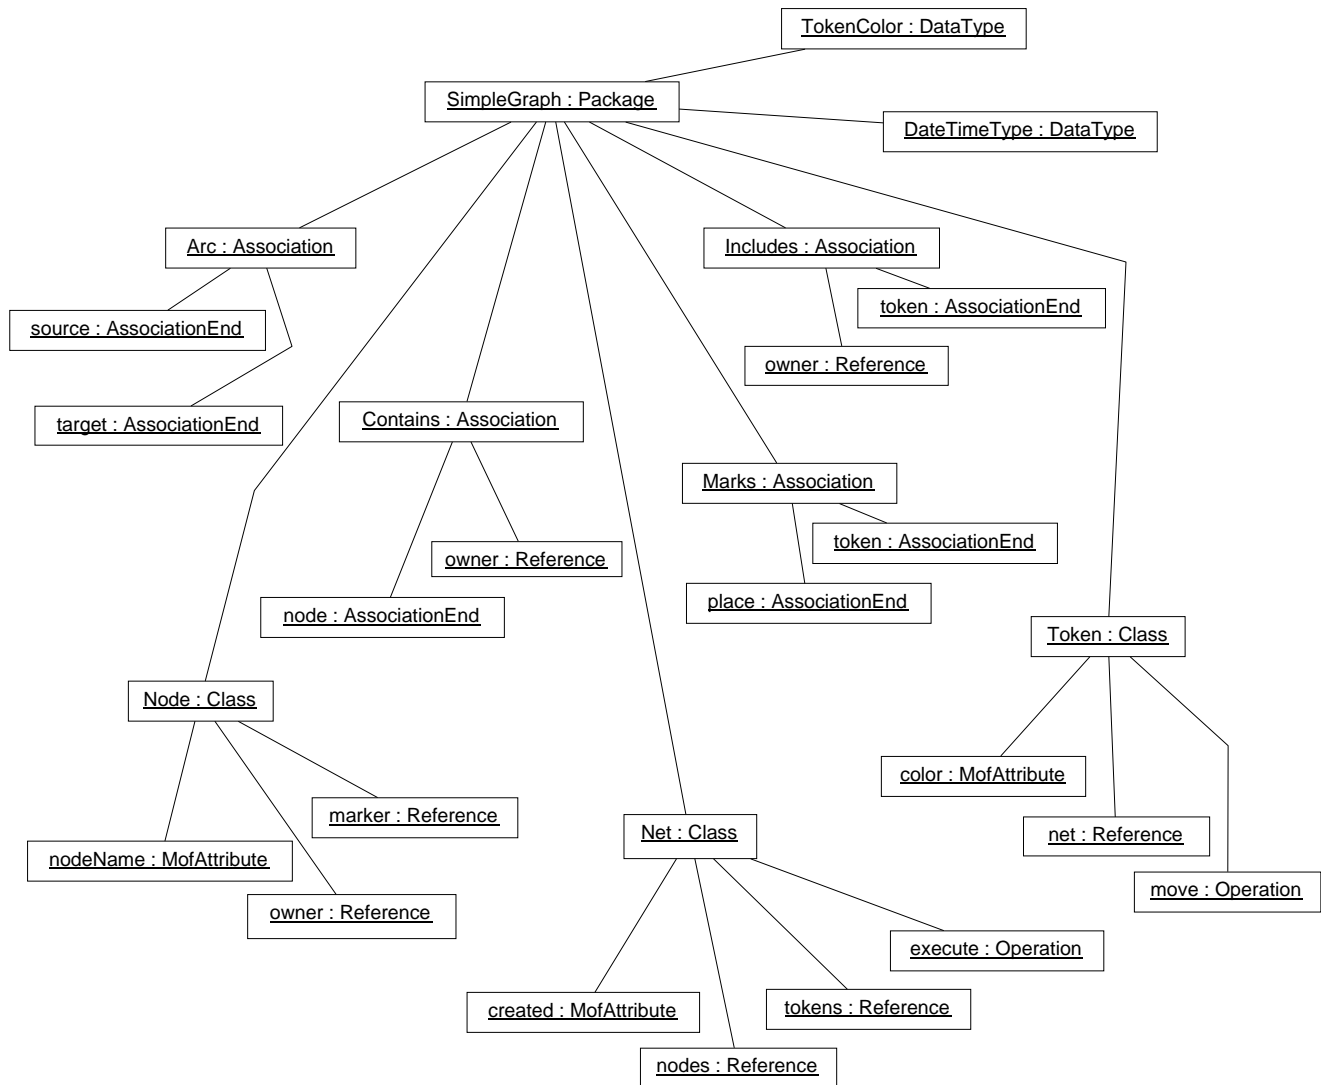 TokenColor : DataType
SimpleGraph : Package
DateTimeType : DataType
Arc : Association
Includes : Association
token : AssociationEnd
source : AssociationEnd
owner : Reference
target : AssociationEnd
Contains : Association
Marks : Association
token : AssociationEnd
owner : Reference
place : AssociationEnd
node : AssociationEnd
Token : Class
Node : Class
color : MofAttribute
marker : Reference
Net : Class
net : Reference
nodeName : MofAttribute
move : Operation
owner : Reference
execute : Operation
created : MofAttribute
tokens : Reference
nodes : Reference